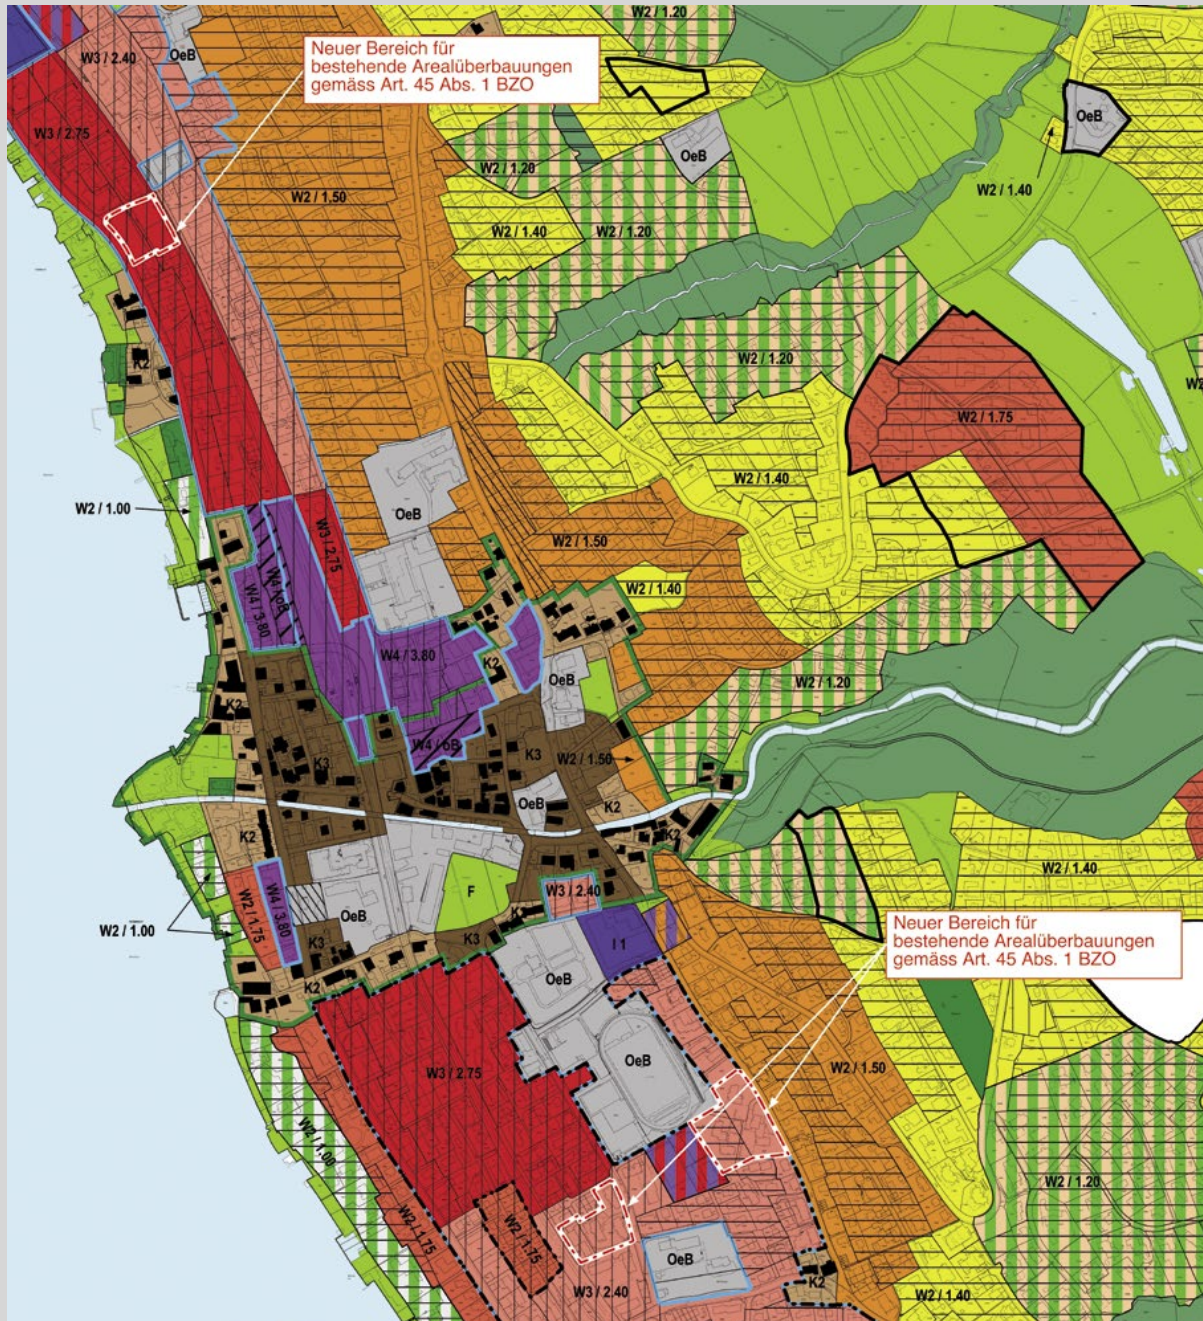 W2 / 1.20
W3 / 2.40
OeB
Neuer Bereich für
bestehende Arealüberbauungen
gemäss Art. 45 Abs. 1 BZO
W3 / 2.75
OeB
OeB
W2 / 1.20
W2 / 1.40
W2 / 1.50
W2 / 1.40
W2 / 1.20
K2
W2 / 1.20
W2 / 1.75
W2 / 1.40
W2 / 1.00
OeB
W3 / 2.75
W2 / 1.50
W4 / 3.80
W2 / 1.40
W4 / 3.80
K2
OeB
W2 / 1.20
K2
W4 / oB
K3
W2 / 1.50
K3
OeB
K2
K2
K2
W2 / 1.40
W2 / 1.75
W4 / 3.80
F
W3 / 2.40
OeB
W2 / 1.00
K3
K3
I 1
Neuer Bereich für
bestehende Arealüberbauungen
gemäss Art. 45 Abs. 1 BZO
K2
OeB
OeB
W3 / 2.75
W2 / 1.50
W2 / 1.00
W2 / 1.20
W2 / 1.75
W2 / 1.75
OeB
K2
W3 / 2.40
W2 / 1.40